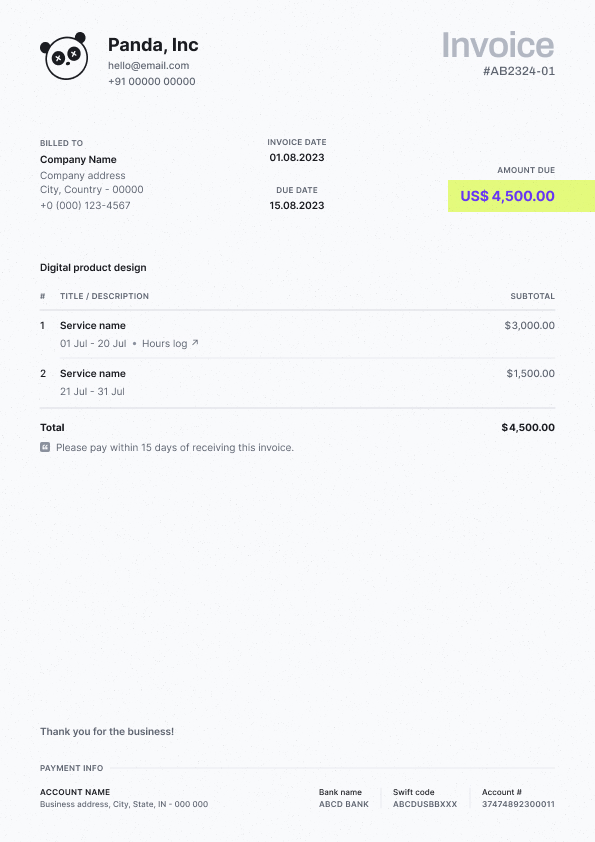 Panda, Inc
hello@email.com
+91 00000 00000
Invoice
#AB2324-01
BILLED TO
Company Name
Company address
City, Country - 00000
+0 (000) 123-4567
INVOICE DATE
01.08.2023
DUE DATE
15.08.2023
AMOUNT DUE
US$ 4,500.00
Digital product design
# TITLE / DESCRIPTION SUBTOTAL
1 Service name $3,000.00
01 Jul - 20 Jul • Hours log ↗
2 Service name $1,500.00
21 Jul - 31 Jul
Total $4,500.00
Please pay within 15 days of receiving this invoice.
Thank you for the business!
PAYMENT INFO
ACCOUNT NAME
Business address, City, State, IN - 000 000
Bank name
ABCD BANK
Swift code
ABCDUSBBXXX
Account #
37474892300011